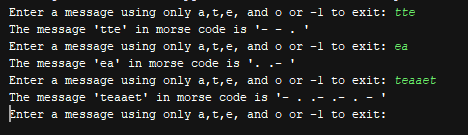 Enter a message using only a,t,e, and o or -1 to exit: tte
The message 'tte' in morse code is '- - . '
Enter a message using only a,t,e, and o or -1 to exit: ea
The message 'ea' in morse code is '. .- '
Enter a message using only a,t,e, and o or -1 to exit: teaaet
The message 'teaaet' in morse code is '- . .- .- . - '
Enter a message using only a,t,e, and o or -1 to exit: